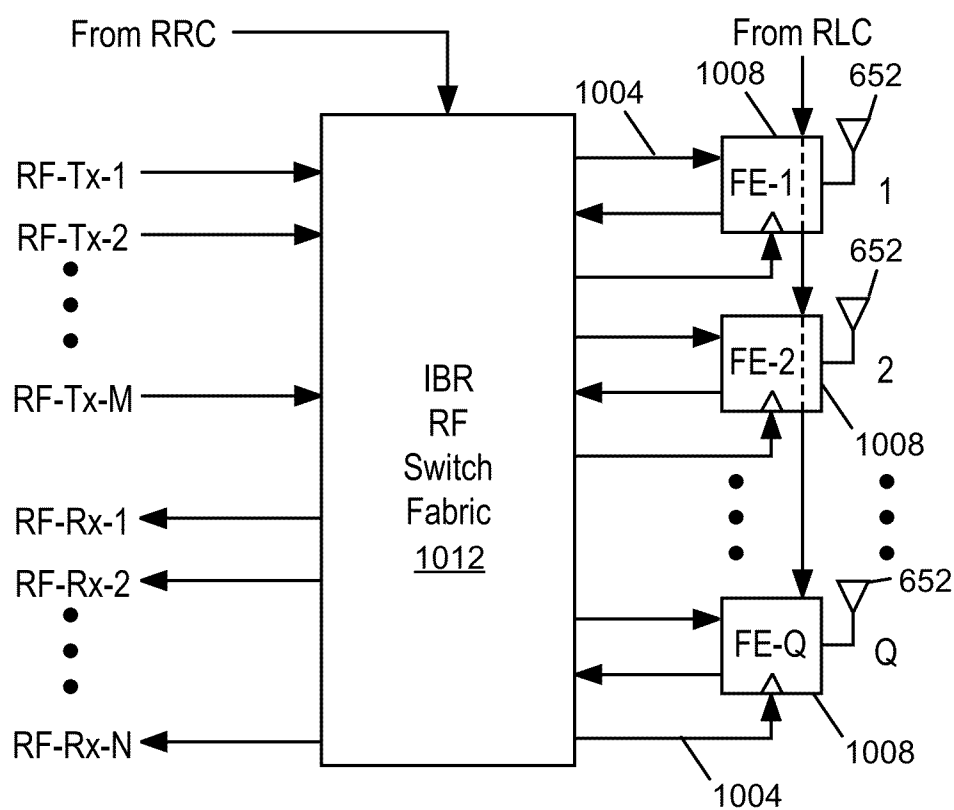 From RRC
From RLC
1004
1008
652
RF-Tx-1
FE-1
1
RF-Tx-2
652
FE-2
2
RF-Tx-M
IBR
RF
Switch
Fabric
1012
1008
RF-Rx-1
RF-Rx-2
652
FE-Q
Q
RF-Rx-N
1008
1004